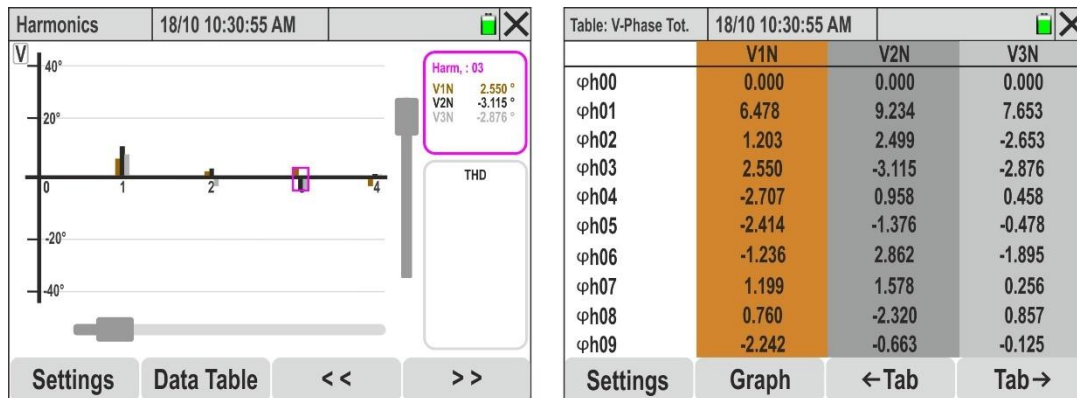 Harmonics 18/10 10:30:55 AM
V
40°
20°
0 1 2 4
-20°
-40°
Harm, : 03
V1N 2.550 °
V2N -3.115 °
V3N -2.876 °
THD
Settings Data Table << >>
Table: V-Phase Tot. 18/10 10:30:55 AM
V1N V2N V3N
φh00 0.000 0.000 0.000
φh01 6.478 9.234 7.653
φh02 1.203 2.499 -2.653
φh03 2.550 -3.115 -2.876
φh04 -2.707 0.958 0.458
φh05 -2.414 -1.376 -0.478
φh06 -1.236 2.862 -1.895
φh07 1.199 1.578 0.256
φh08 0.760 -2.320 0.857
φh09 -2.242 -0.663 -0.125
Settings Graph ←Tab Tab→